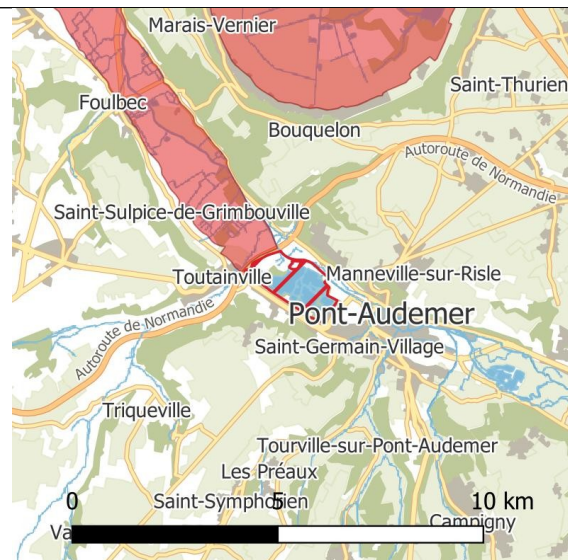 Marais-Vernier
Saint-Thurien
Foulbec
Bouquelon
Autoroute de Normandie
Saint-Sulpice-de-Grimbouville
Toutainville
Manneville-sur-Risle
Pont-Audemer
Autoroute de Normandie
Saint-Germain-Village
Triqueville
Tourville-sur-Pont-Audemer
Les Préaux
0 5 10 km
Saint-Symphorien
Campigny